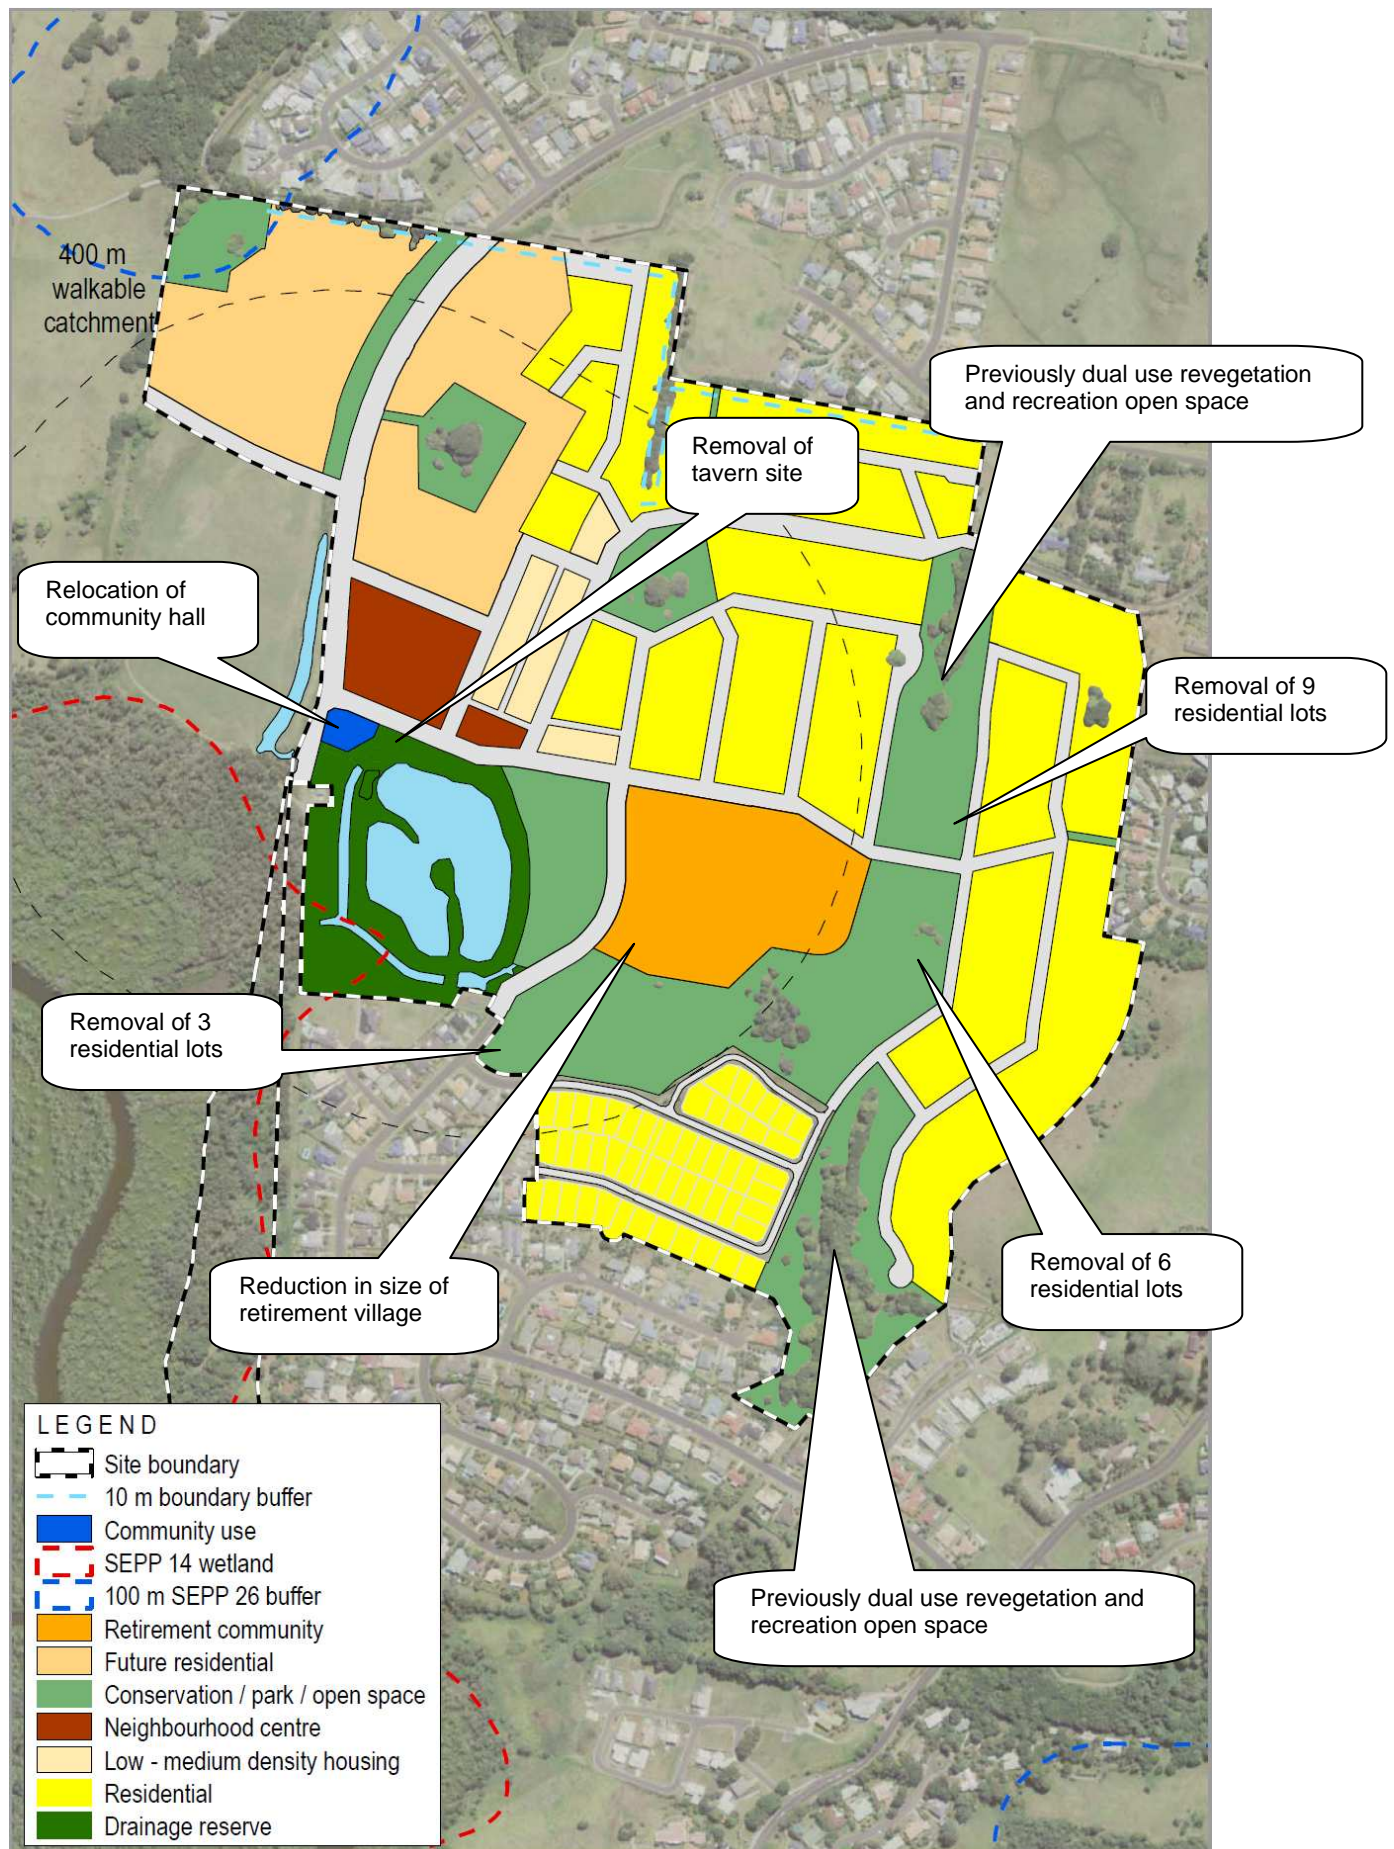 400 m
walkable
catchment
Previously dual use revegetation
and recreation open space
Removal of
tavern site
Relocation of
community hall
Removal of 9
residential lots
Removal of 3
residential lots
Reduction in size of
retirement village
Removal of 6
residential lots
Previously dual use revegetation and
recreation open space
LEGEND
Site boundary
10 m boundary buffer
Community use
SEPP 14 wetland
100 m SEPP 26 buffer
Retirement community
Future residential
Conservation / park / open space
Neighbourhood centre
Low - medium density housing
Residential
Drainage reserve